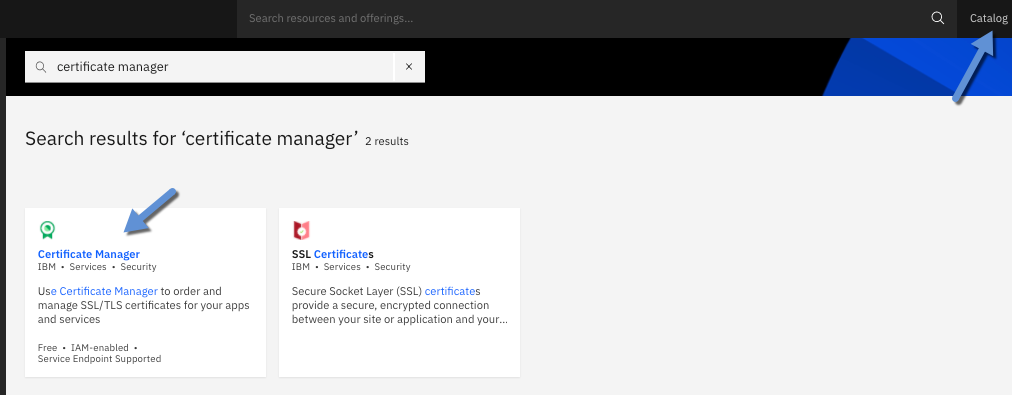 Search resources and offerings...
Catalog
certificate manager
Search results for ‘certificate manager’ 2 results
Certificate Manager
IBM • Services • Security
Use Certificate Manager to order and
manage SSL/TLS certificates for your apps
and services
Free • IAM-enabled •
Service Endpoint Supported
SSL Certificates
IBM • Services • Security
Secure Socket Layer (SSL) certificates
provide a secure, encrypted connection
between your site or application and your...